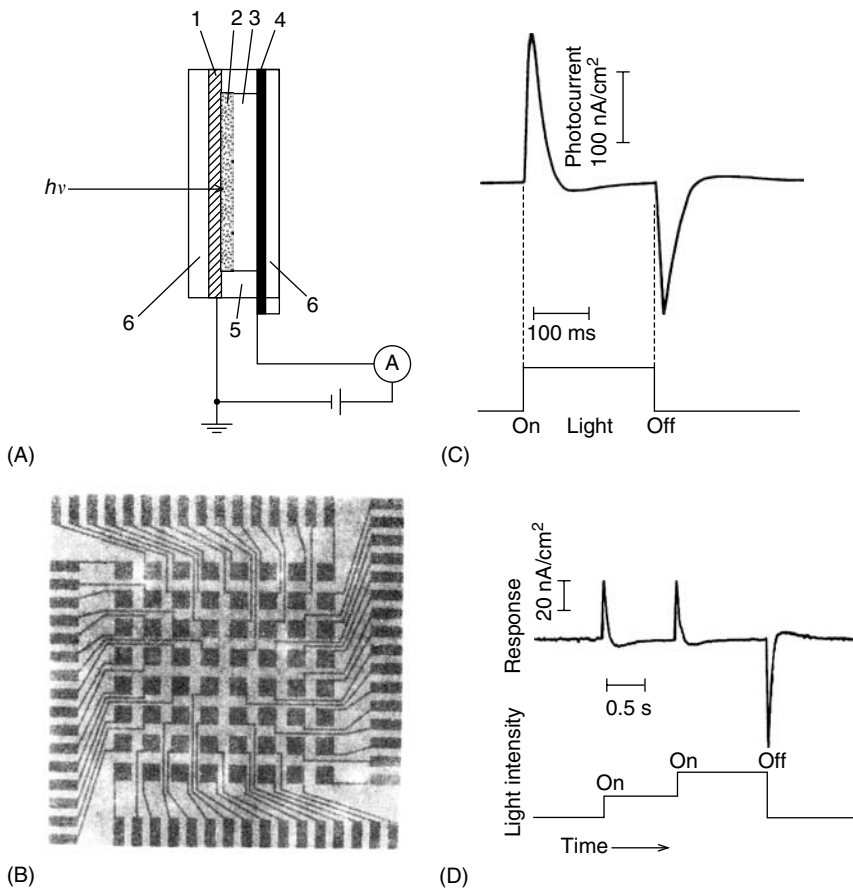 1 2 3 4
hν
6 5 6
A
(A)
(B)
Photocurrent
100 nA/cm²
100 ms
On Light Off
(C)
Response
20 nA/cm²
0.5 s
Light intensity
On
On
Off
Time
(D)